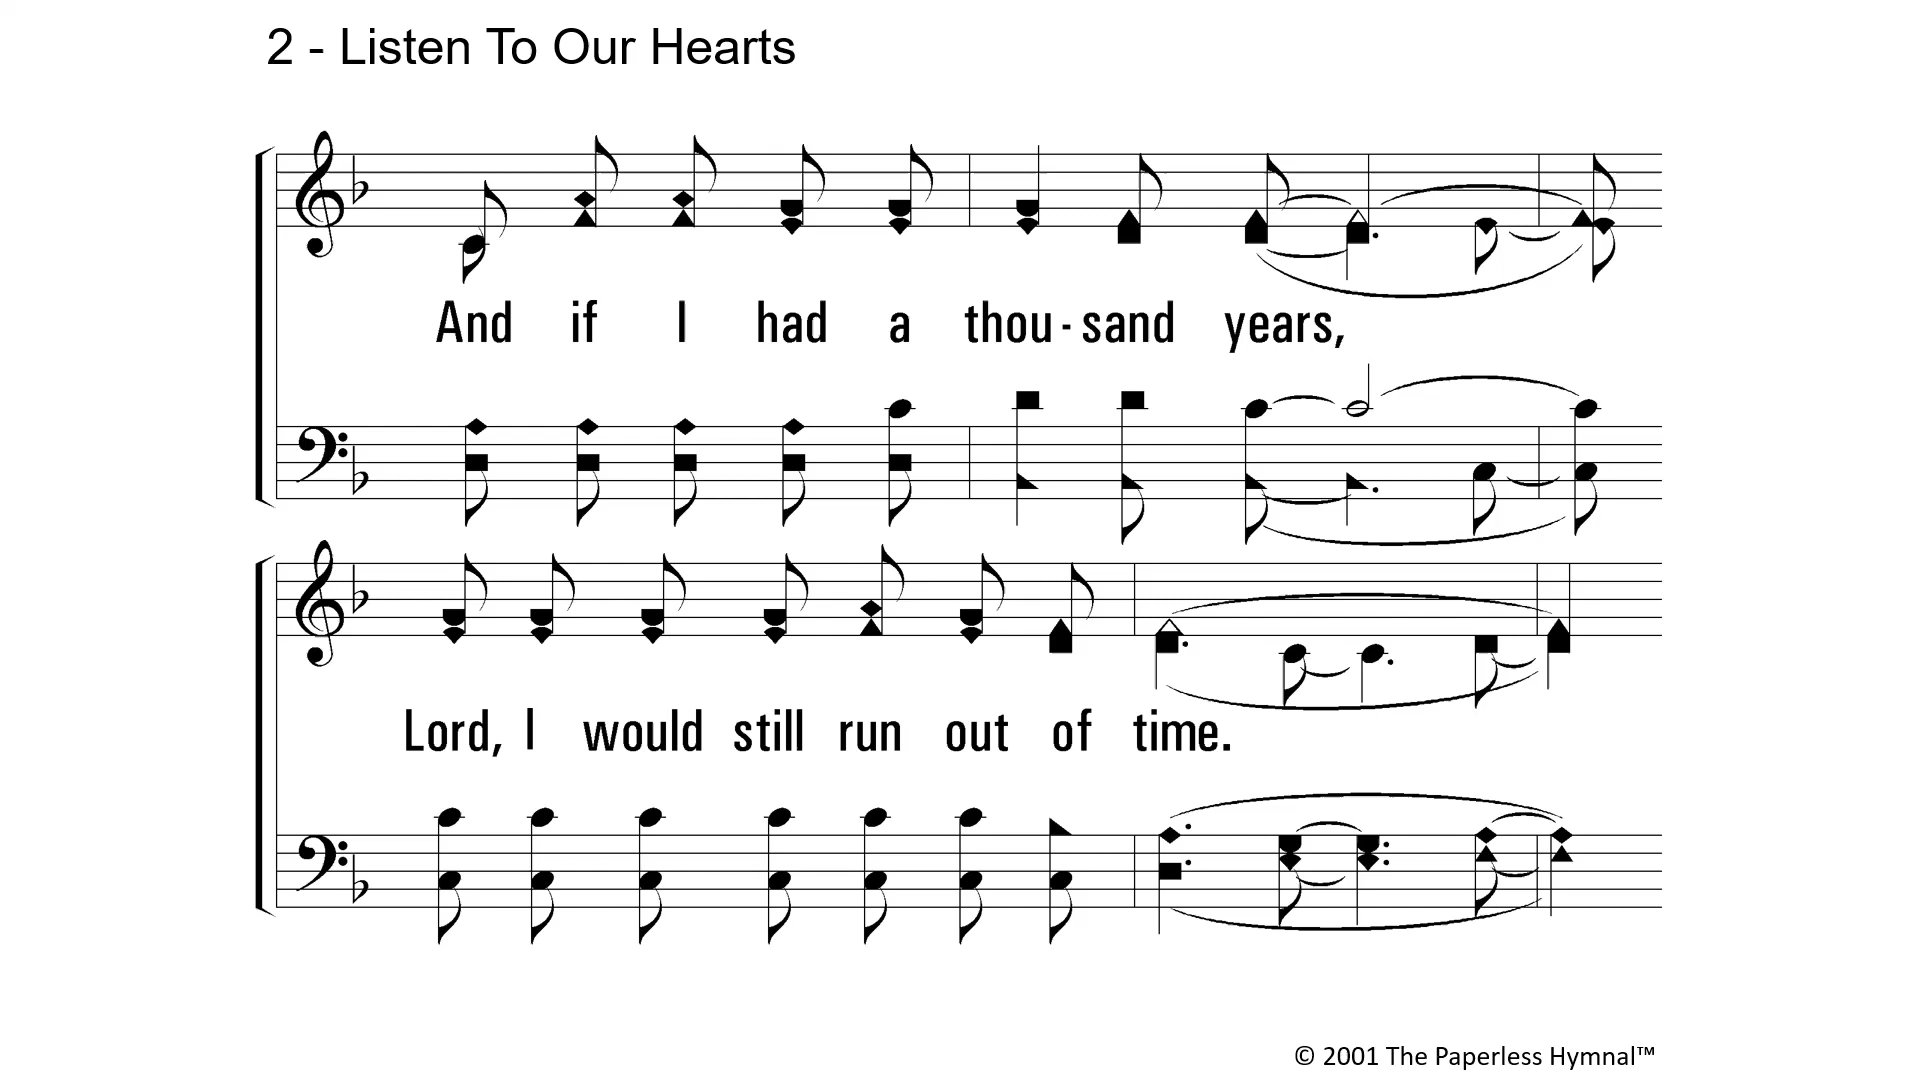 2 - Listen To Our Hearts
And if I had a thou-sand years,
Lord, I would still run out of time.
© 2001 The Paperless Hymnal™